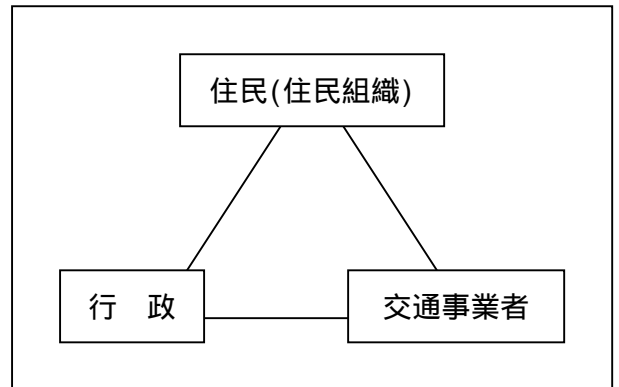 住民(住民組織)
行　政
交通事業者